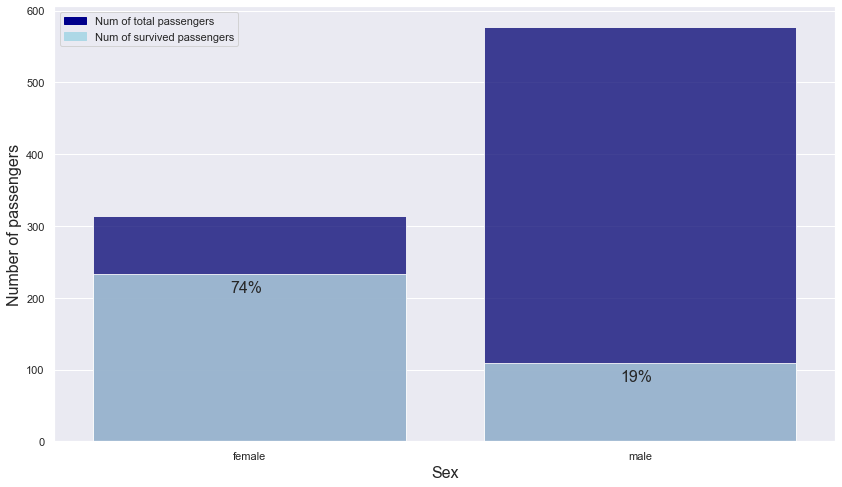 Num of total passengers
Num of survived passengers
600
500
400
300
200
100
0
Number of passengers
74%
19%
female
male
Sex